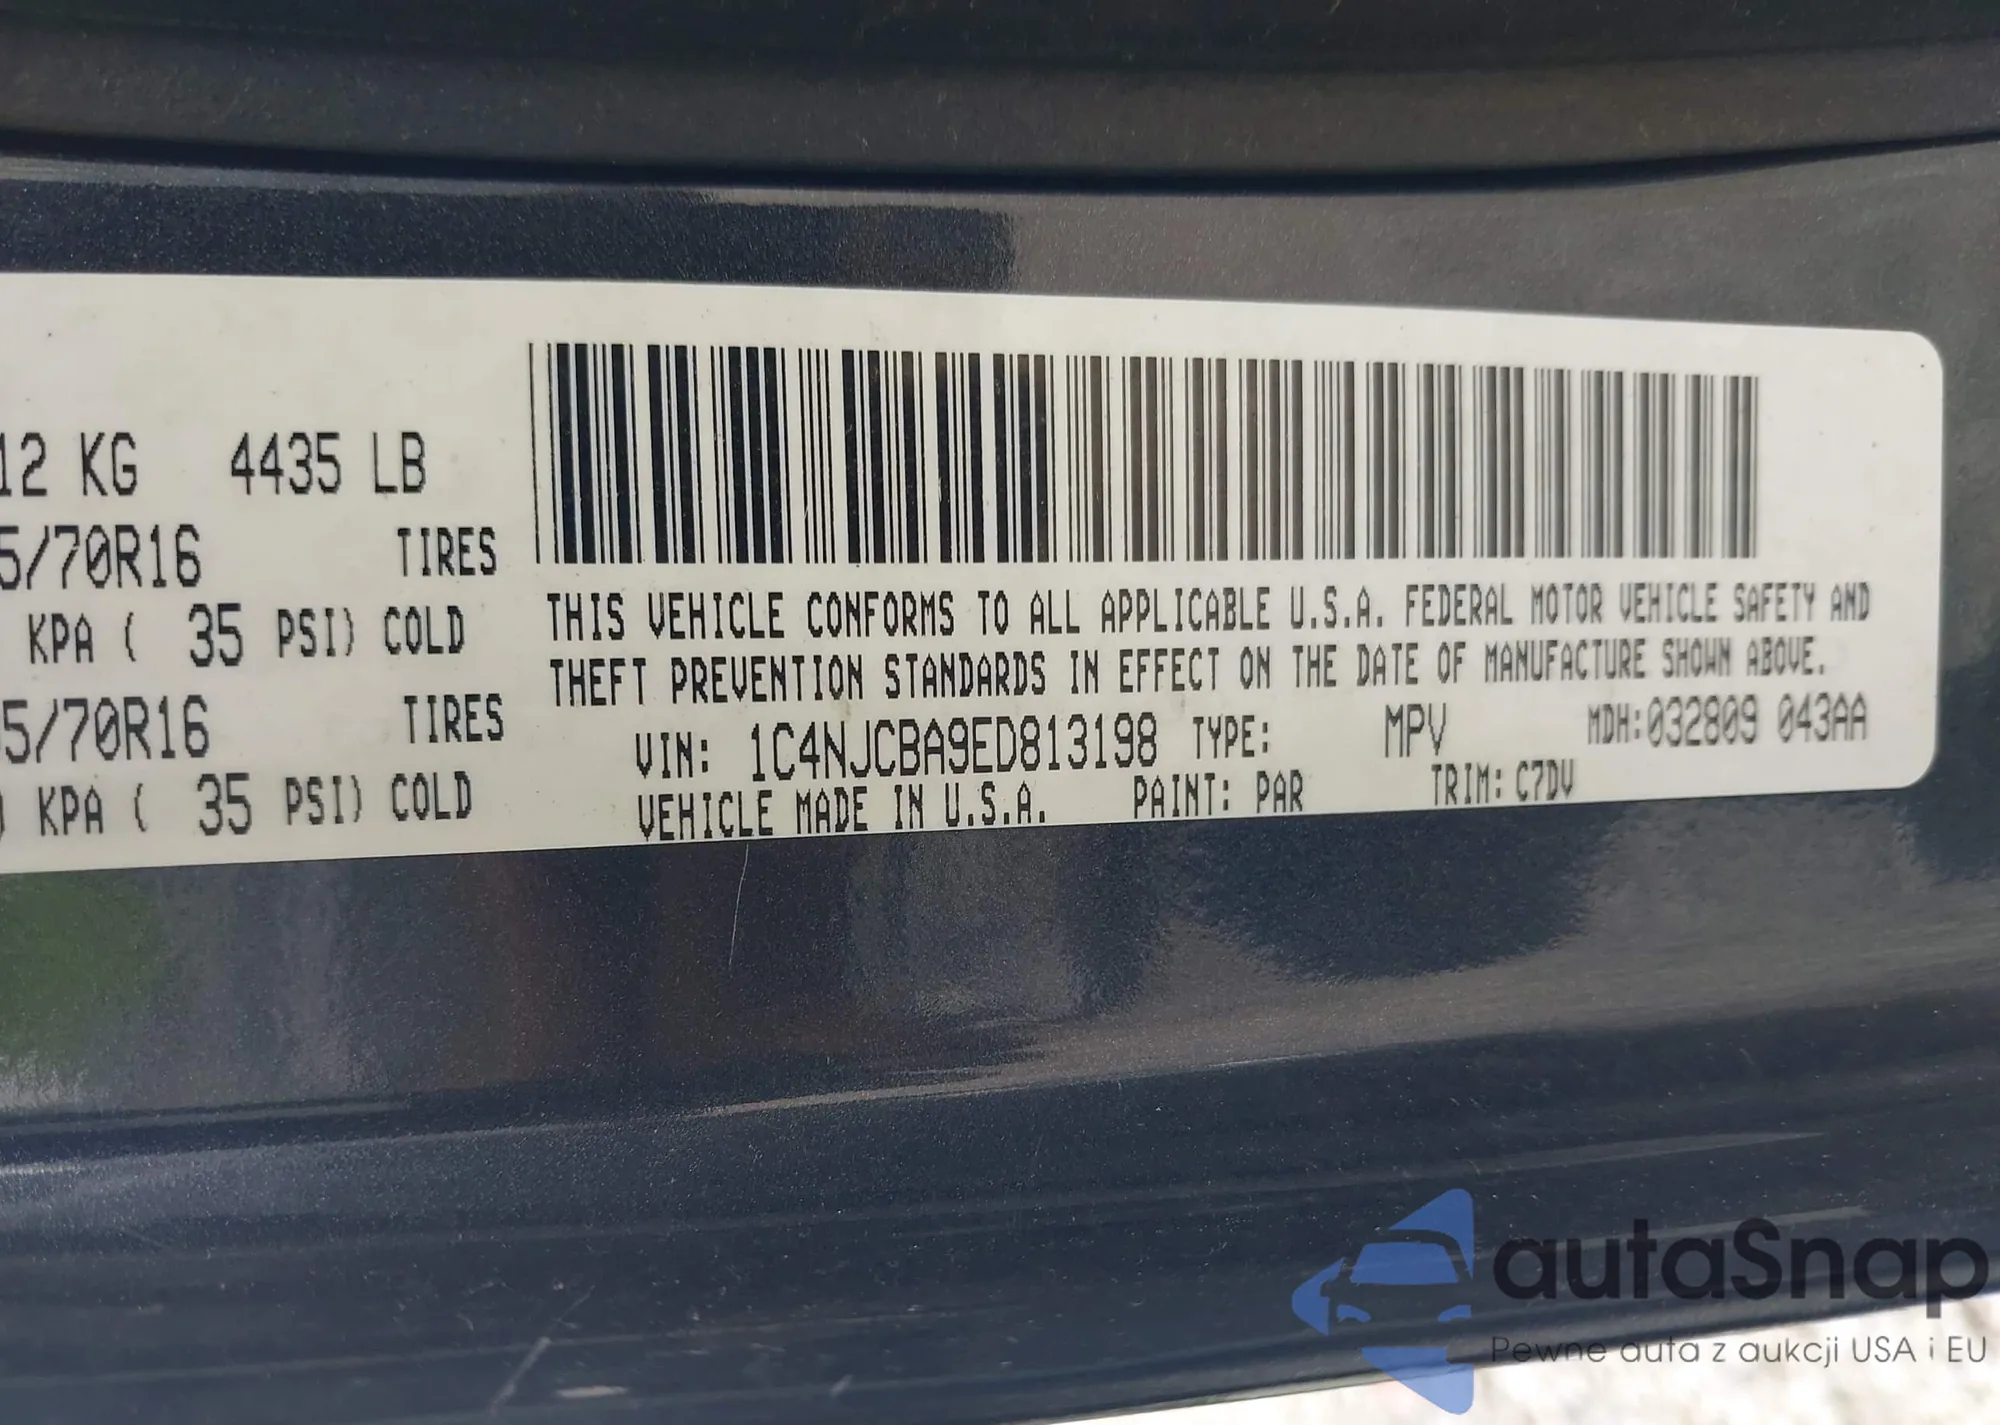 12 KG 4435 LB
5/70R16 TIRES
KPA ( 35 PSI) COLD
5/70R16 TIRES
KPA ( 35 PSI) COLD
THIS VEHICLE CONFORMS TO ALL APPLICABLE U.S.A. FEDERAL MOTOR VEHICLE SAFETY AND
THEFT PREVENTION STANDARDS IN EFFECT ON THE DATE OF MANUFACTURE SHOWN ABOVE.
VIN: 1C4NJCBA9ED813198 TYPE: MPV MDH:032809 043AA
VEHICLE MADE IN U.S.A. PAINT: PAR TRIM: C7DV
autaSnap
Pewne auta z aukcji USA i EU